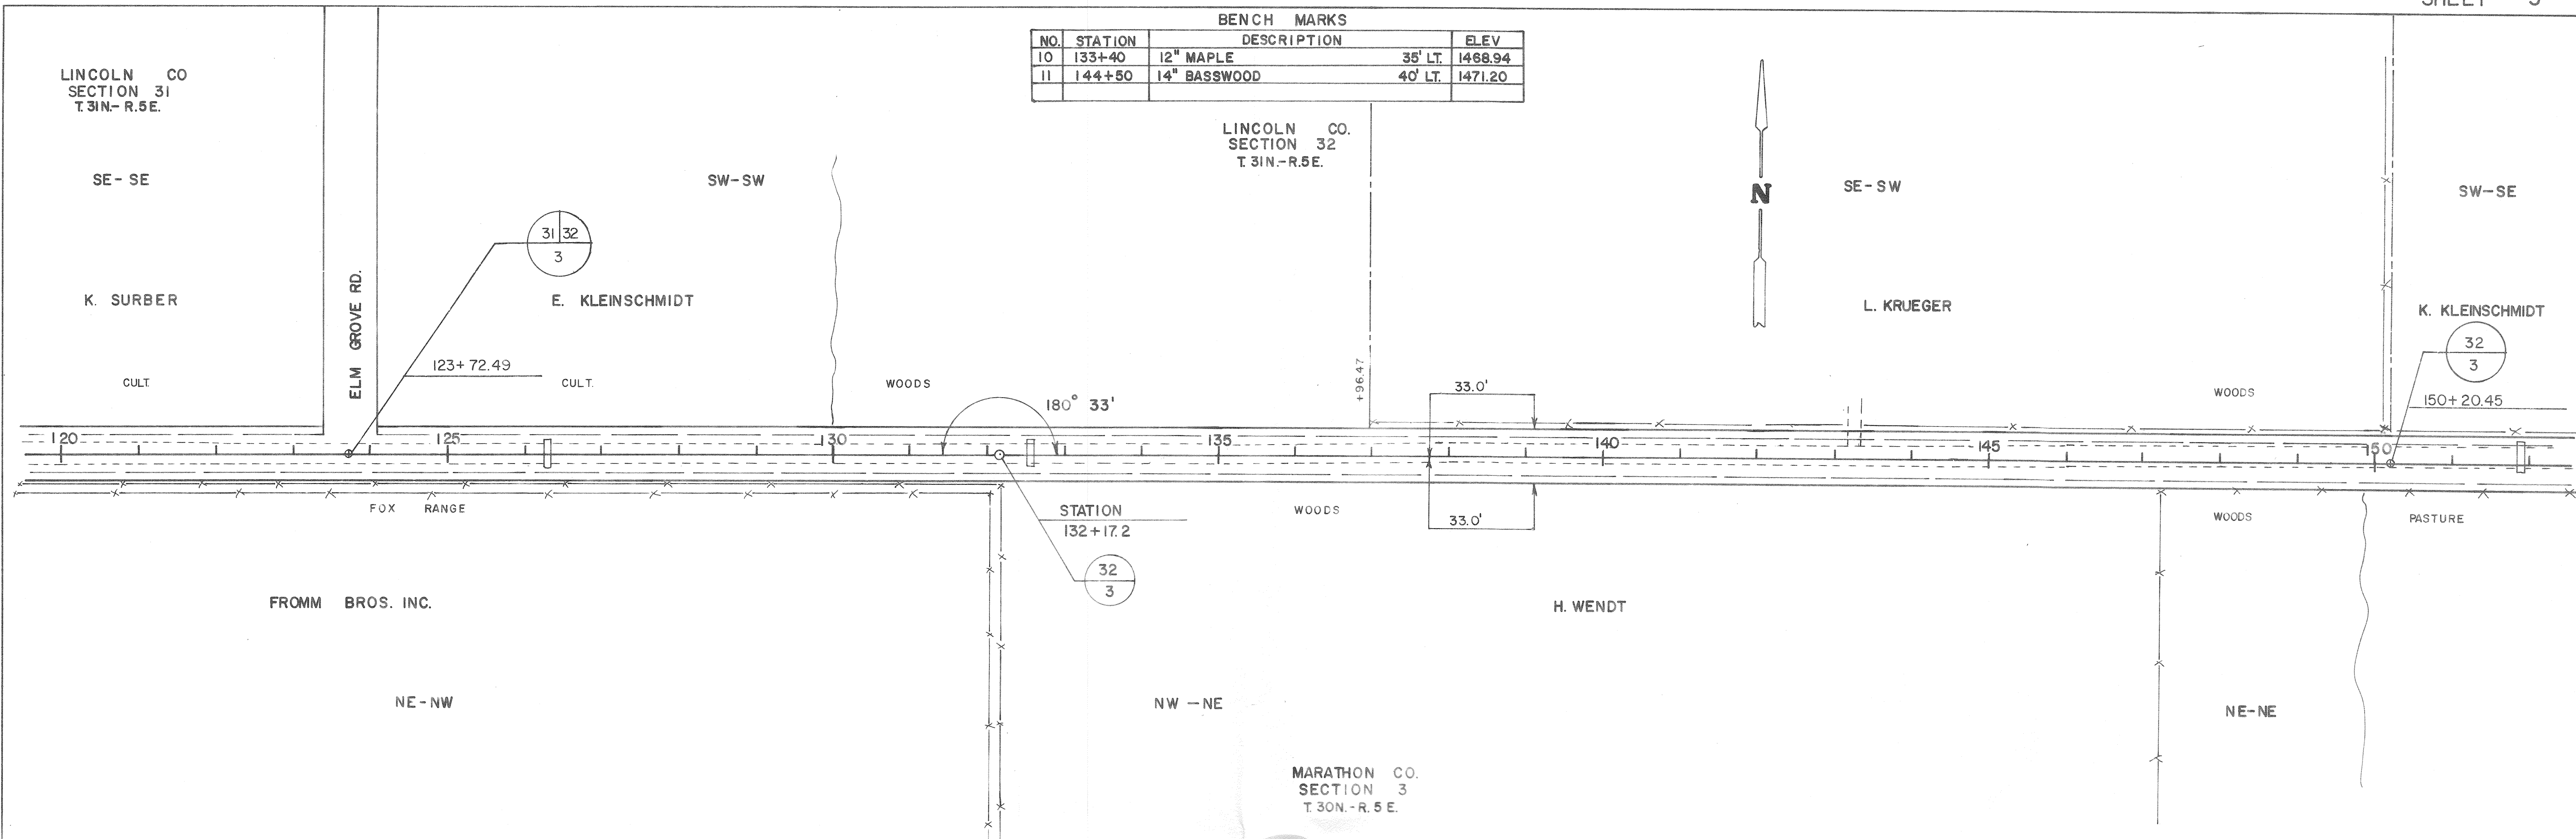 BENCH MARKS
NO. STATION DESCRIPTION ELEV
10 133+40 12" MAPLE 35' LT. 1468.94
11 144+50 14" BASSWOOD 40' LT. 1471.20
LINCOLN CO
SECTION 31
T. 31N.- R.5E.
SE- SE
K. SURBER
CULT.
ELM GROVE RD.
31 32
3
SW-SW
E. KLEINSCHMIDT
123+72.49
CULT.
WOODS
180° 33'
LINCOLN CO.
SECTION 32
T. 31N.-R.5E.
+96.47
33.0'
N
SE-SW
L. KRUEGER
WOODS
SW-SE
K. KLEINSCHMIDT
32
3
150+20.45
120
125
130
135
140
145
150
FOX RANGE
STATION
132+17.2
32
3
WOODS
33.0'
WOODS
PASTURE
FROMM BROS. INC.
H. WENDT
NE-NW
NW-NE
NE-NE
MARATHON CO.
SECTION 3
T. 30N.-R. 5 E.